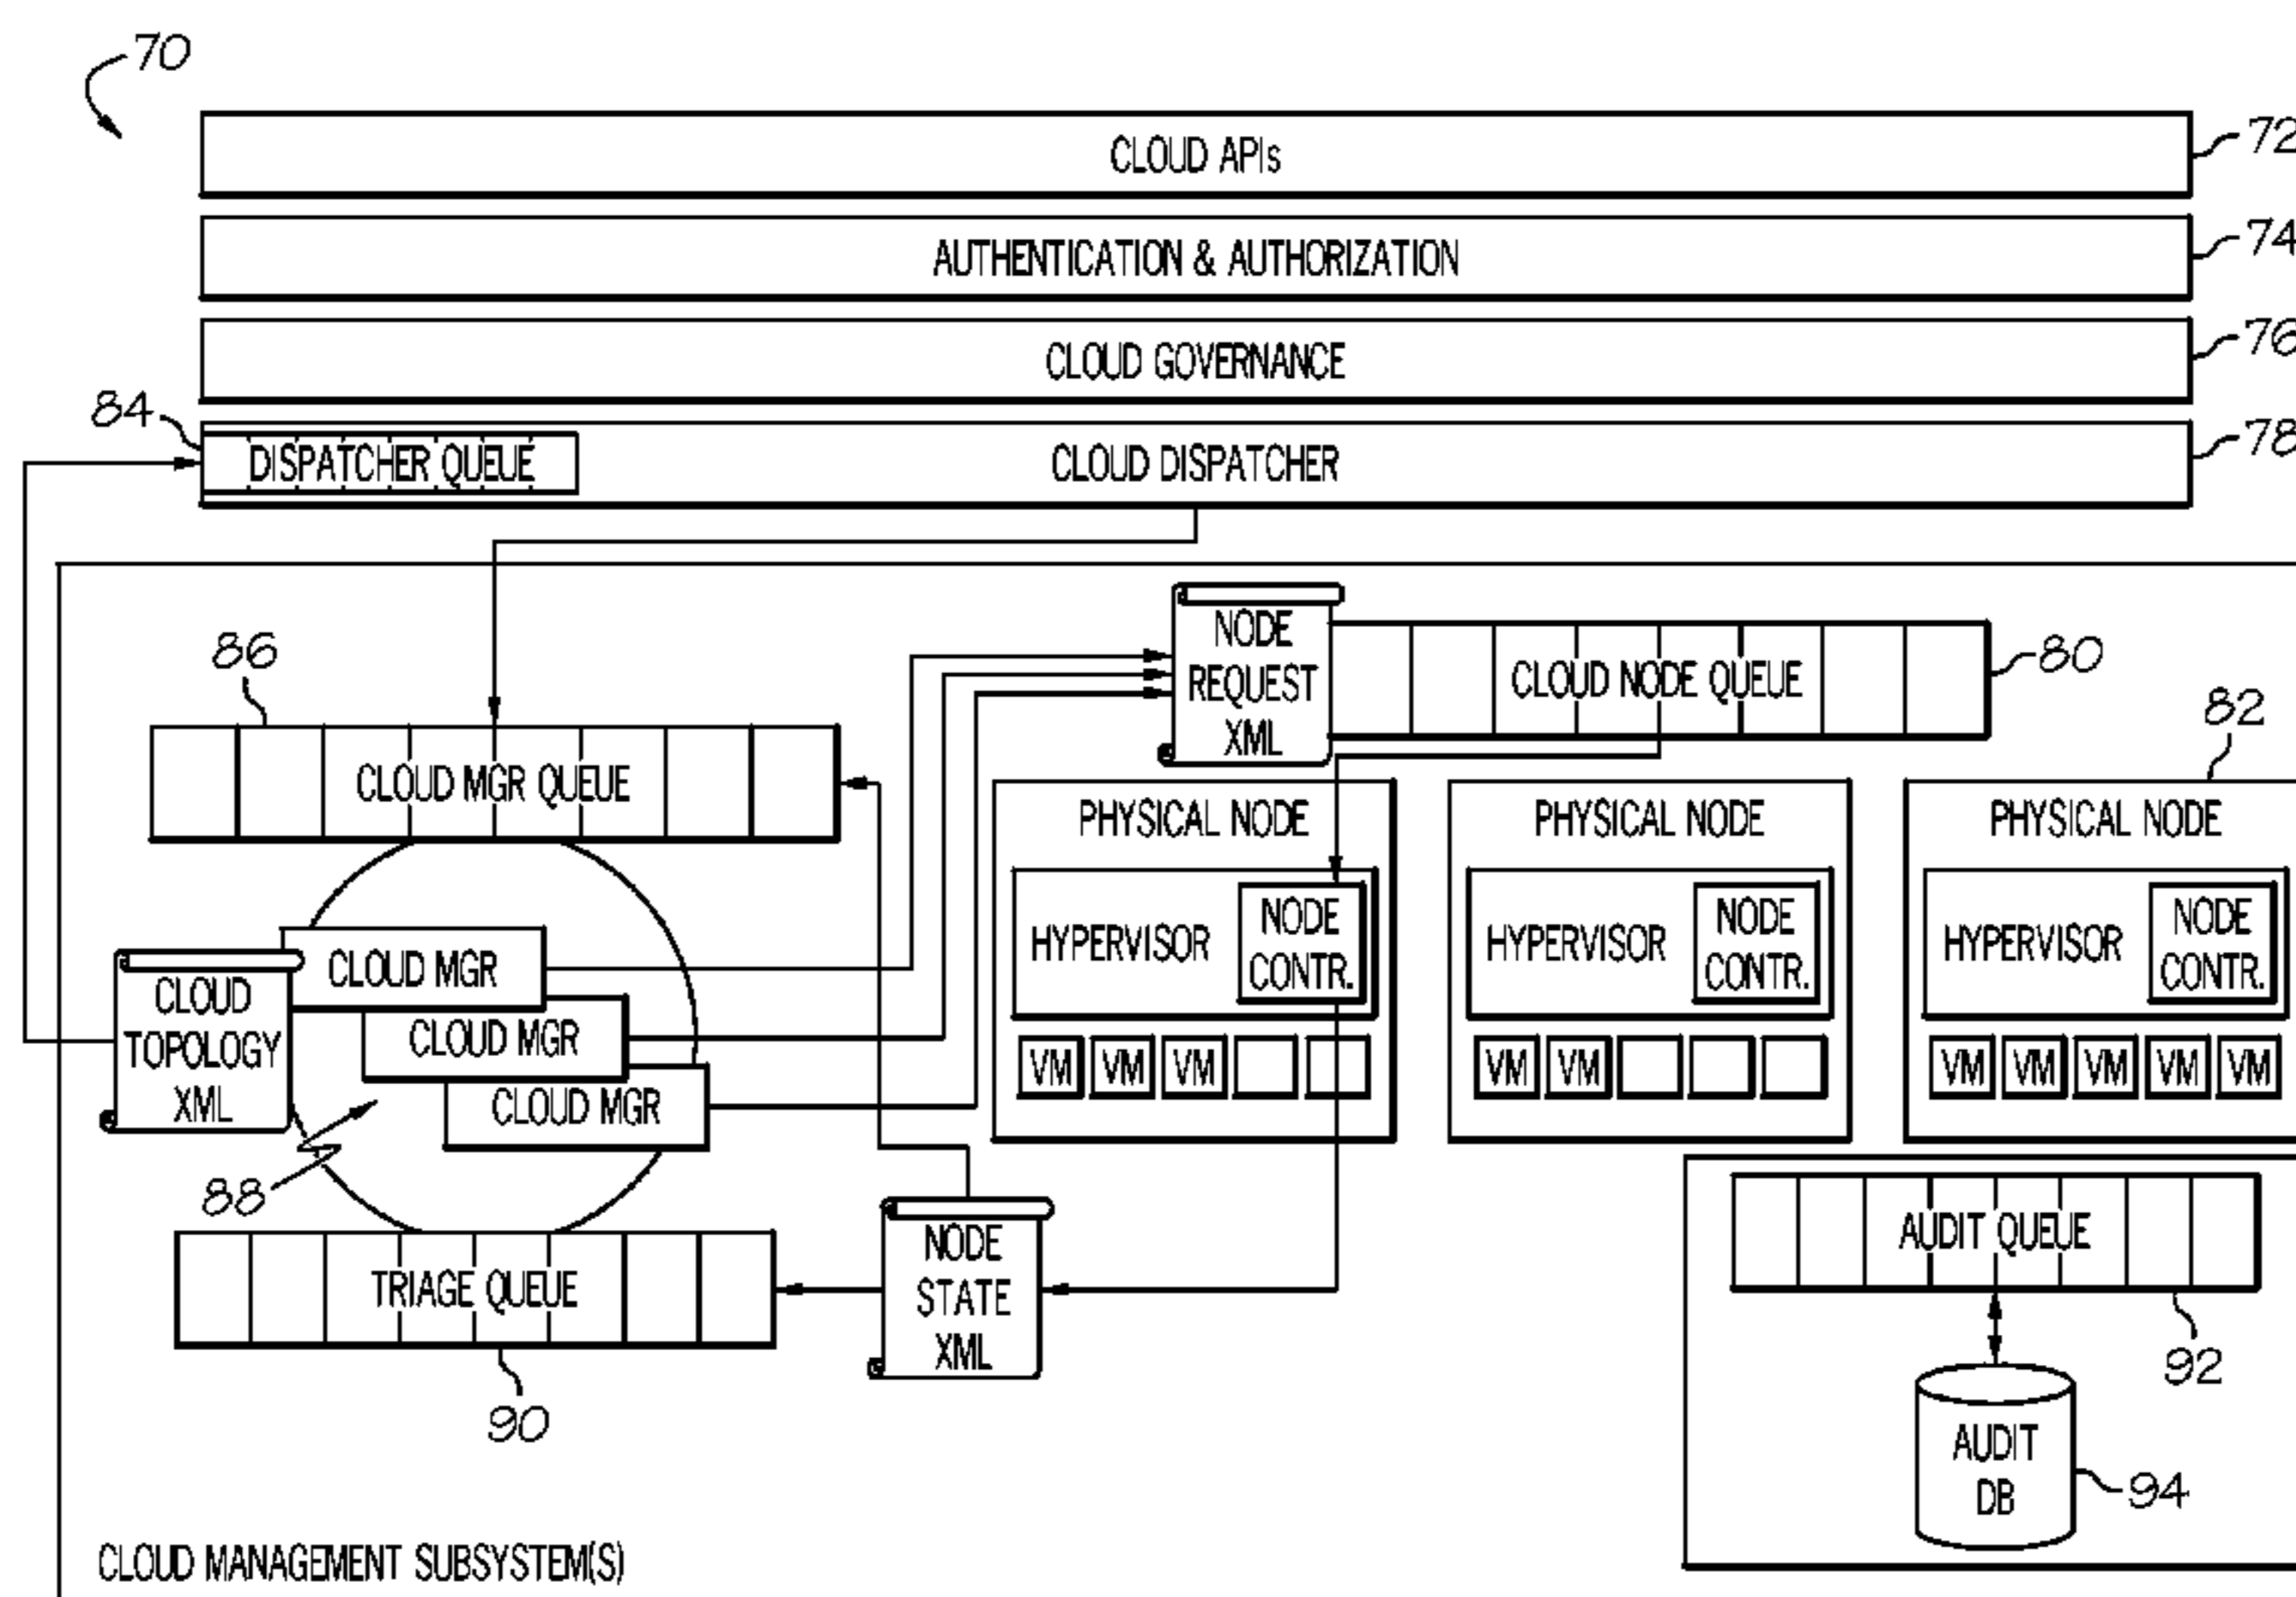 70
CLOUD APIs
72
AUTHENTICATION & AUTHORIZATION
74
CLOUD GOVERNANCE
76
84
DISPATCHER QUEUE
CLOUD DISPATCHER
78
86
CLOUD MGR QUEUE
NODE
REQUEST
XML
CLOUD NODE QUEUE
80
82
PHYSICAL NODE
HYPERVISOR
NODE
CONTR.
VM
VM
VM
PHYSICAL NODE
HYPERVISOR
NODE
CONTR.
VM
VM
PHYSICAL NODE
HYPERVISOR
NODE
CONTR.
VM
VM
VM
VM
VM
CLOUD
TOPOLOGY
XML
CLOUD MGR
CLOUD MGR
CLOUD MGR
88
TRIAGE QUEUE
90
NODE
STATE
XML
AUDIT QUEUE
92
AUDIT
DB
94
CLOUD MANAGEMENT SUBSYSTEM(S)